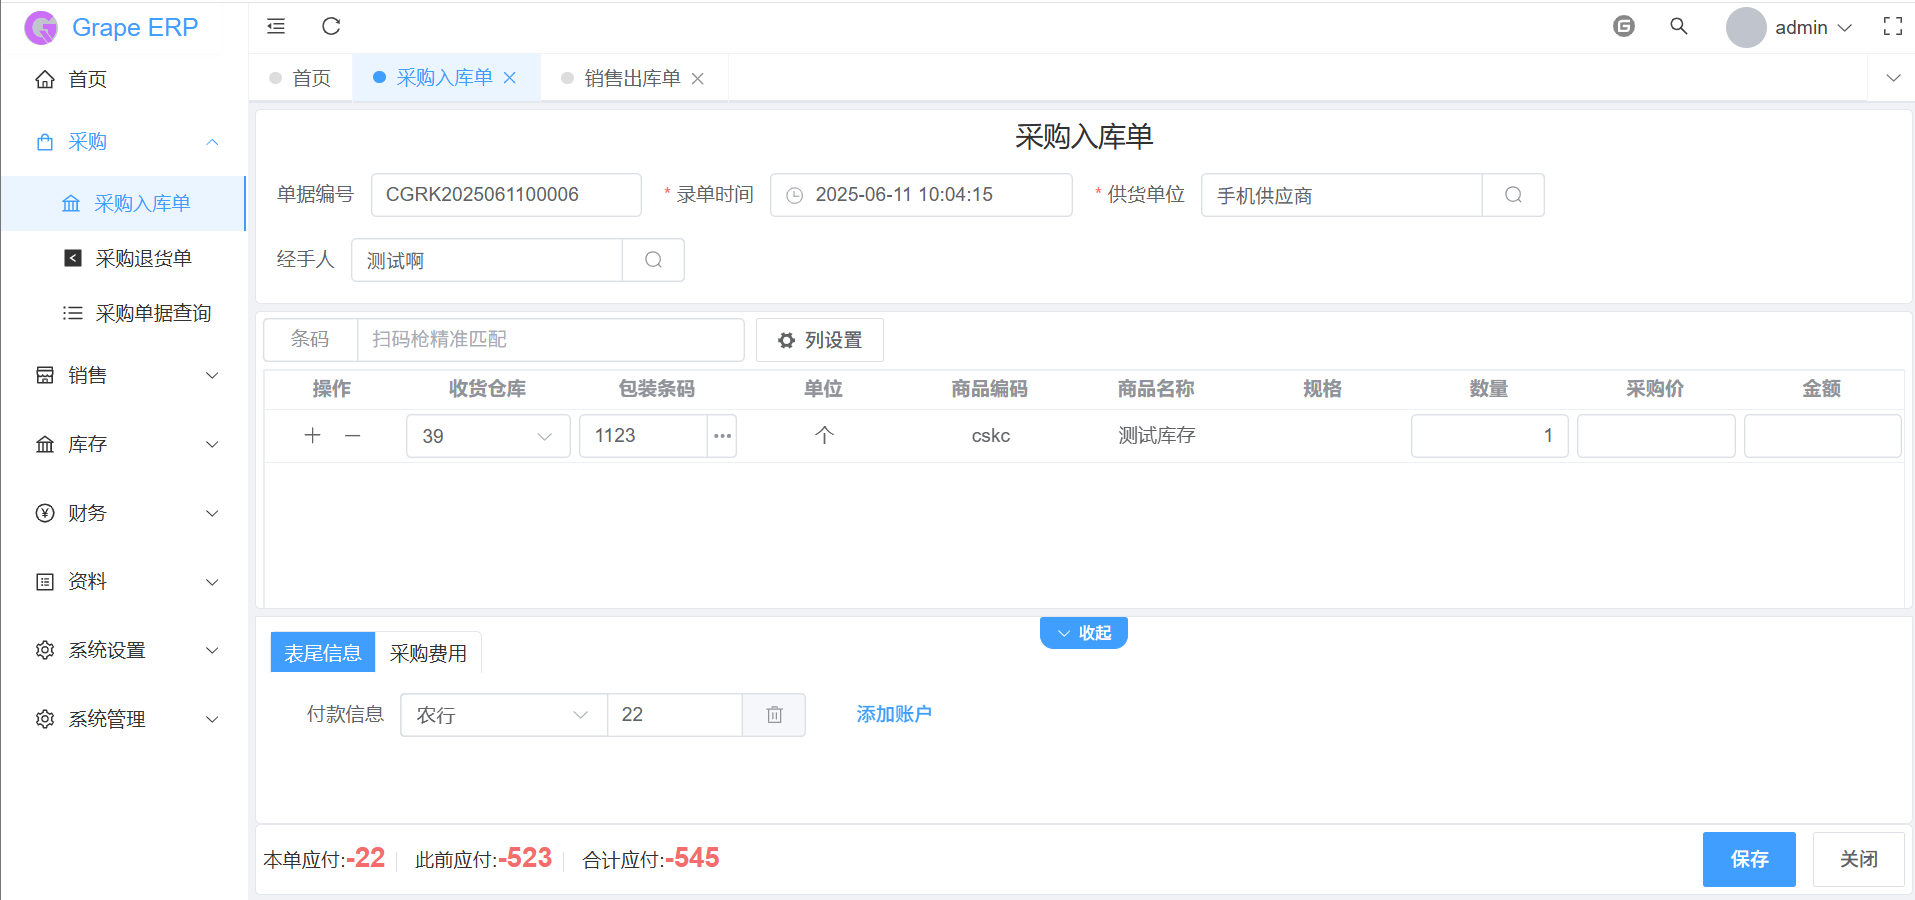 Grape ERP
admin
首页
采购入库单
销售出库单
首页
采购
采购入库单
采购退货单
采购单据查询
销售
库存
财务
资料
系统设置
系统管理
采购入库单
单据编号 CGRK2025061100006 * 录单时间 2025-06-11 10:04:15 * 供货单位 手机供应商
经手人 测试啊
条码 扫码枪精准匹配 列设置
操作 收货仓库 包装条码 单位 商品编码 商品名称 规格 数量 采购价 金额
39 1123 个 cskc 测试库存 1
收起
表尾信息 采购费用
付款信息 农行 22 添加账户
本单应付:-22 此前应付:-523 合计应付:-545 保存 关闭